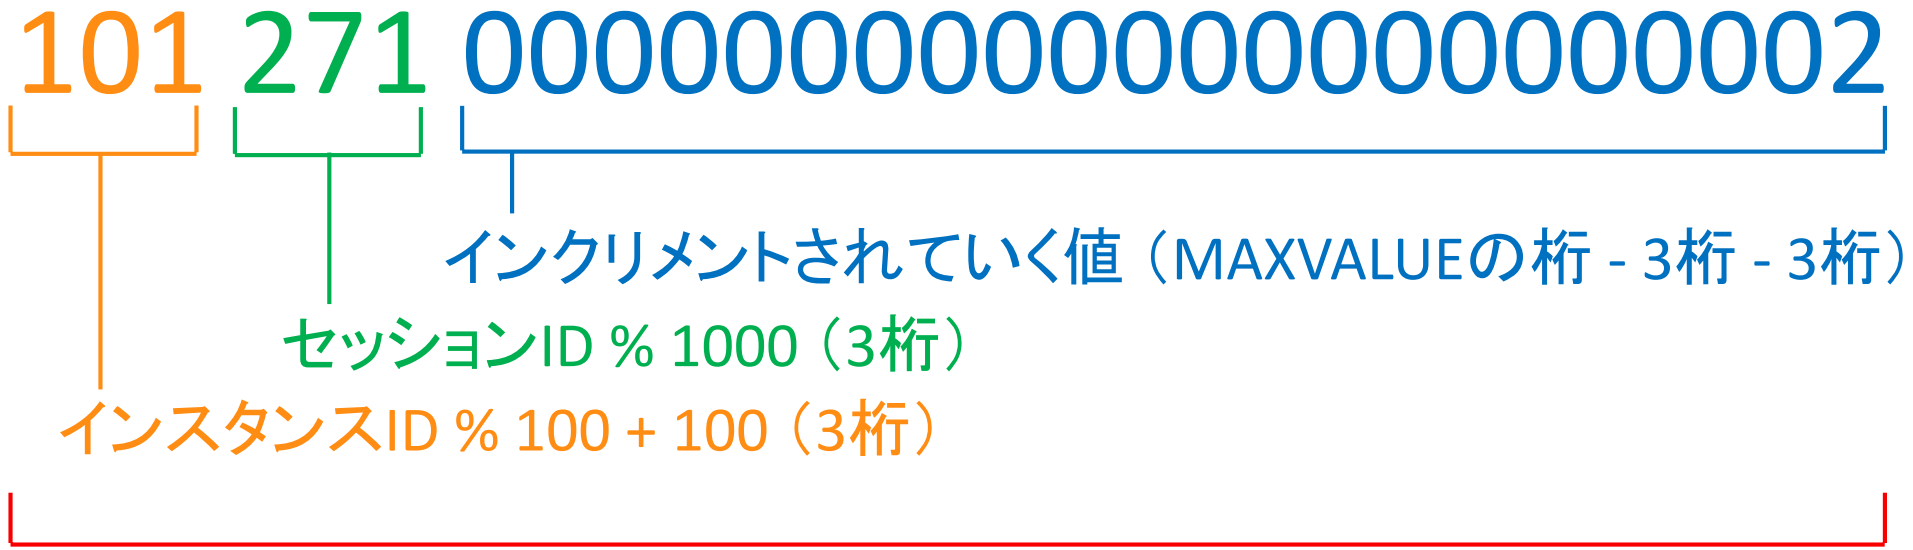 101 271 0000000000000000000002
インクリメントされていく値（MAXVALUEの桁 - 3桁 - 3桁）
セッションID % 1000（3桁）
インスタンスID % 100 + 100（3桁）